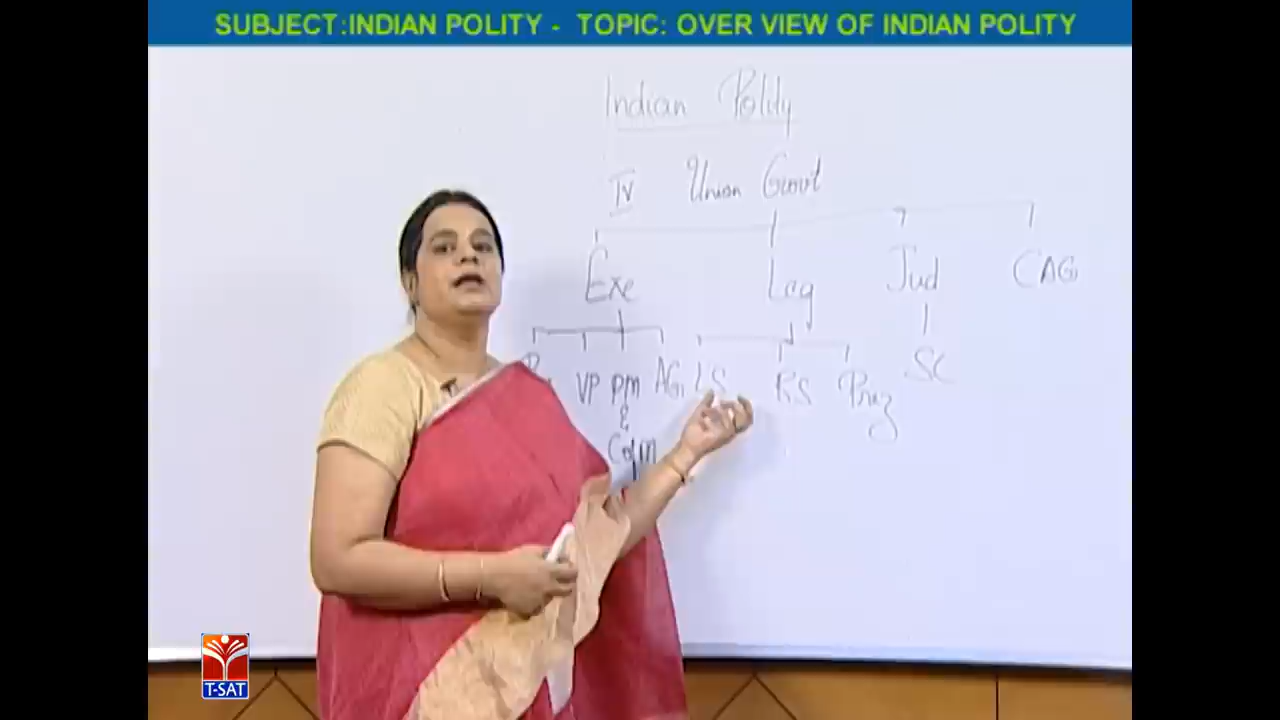 SUBJECT:INDIAN POLITY - TOPIC: OVER VIEW OF INDIAN POLITY
Indian Polity
IV Union Govt
Exe Leg Jud CAG
VP PM AG LS RS Prez SC
&
CofM
T-SAT